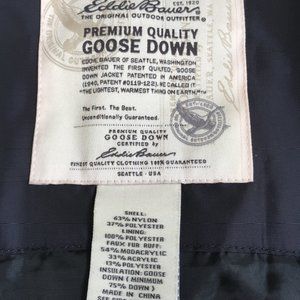 Eddie Bauer
EST. 1920
THE ORIGINAL OUTDOOR OUTFITTER
PREMIUM QUALITY
GOOSE DOWN
EDDIE BAUER OF SEATTLE, WASHINGTON
INVENTED THE FIRST QUILTED, "GOOSE
DOWN JACKET PATENTED IN AMERICA
(1940, PATENT #0119-122). HE CALLED IT
"THE LIGHTEST, WARMEST THING ON EARTH"
The First. The Best.
Unconditionally Guaranteed.
PREMIUM QUALITY
GOOSE DOWN
CERTIFIED BY
Eddie Bauer
FINEST QUALITY CLOTHING 100% GUARANTEED
SEATTLE · USA
SHELL:
63% NYLON
37% POLYESTER
LINING:
100% POLYESTER
FAUX FUR RUFF:
54% MODACRYLIC
33% ACRYLIC
13% POLYESTER
INSULATION: GOOSE
DOWN ( MINIMUM
75% DOWN )
MADE IN CHINA